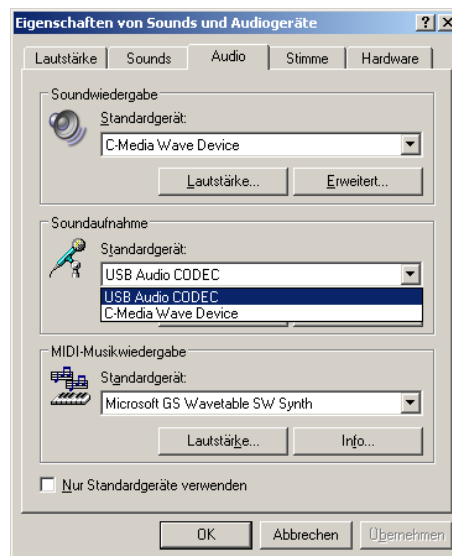 Eigenschaften von Sounds und Audiogeräte
Lautstärke Sounds Audio Stimme Hardware
Soundwiedergabe
Standardgerät:
C-Media Wave Device
Lautstärke... Erweitert...
Soundaufnahme
Standardgerät:
USB Audio CODEC
USB Audio CODEC
C-Media Wave Device
MIDI-Musikwiedergabe
Standardgerät:
Microsoft GS Wavetable SW Synth
Lautstärke... Info...
Nur Standardgeräte verwenden
OK Abbrechen Übernehmen